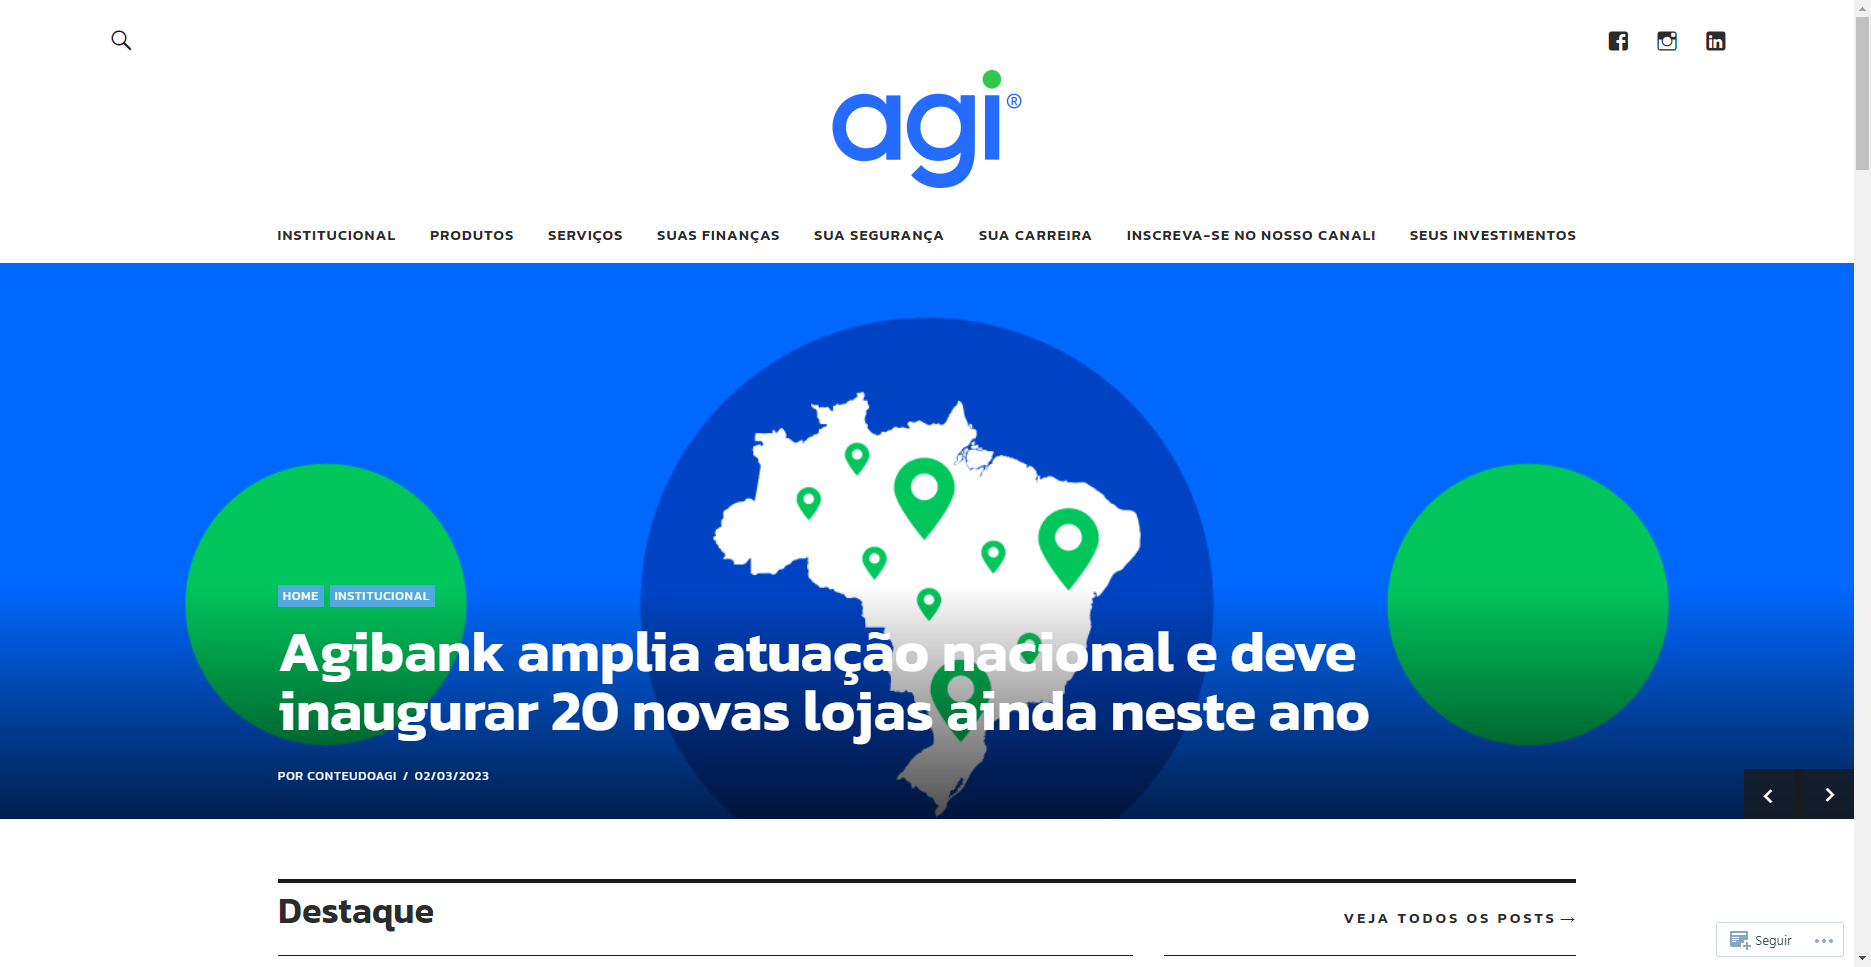 agi®
INSTITUCIONAL PRODUTOS SERVIÇOS SUAS FINANÇAS SUA SEGURANÇA SUA CARREIRA INSCREVA-SE NO NOSSO CANAL! SEUS INVESTIMENTOS
HOME INSTITUCIONAL
Agibank amplia atuação nacional e deve
inaugurar 20 novas lojas ainda neste ano
POR CONTEUDOAGI / 02/03/2023
Destaque
VEJA TODOS OS POSTS →
Seguir